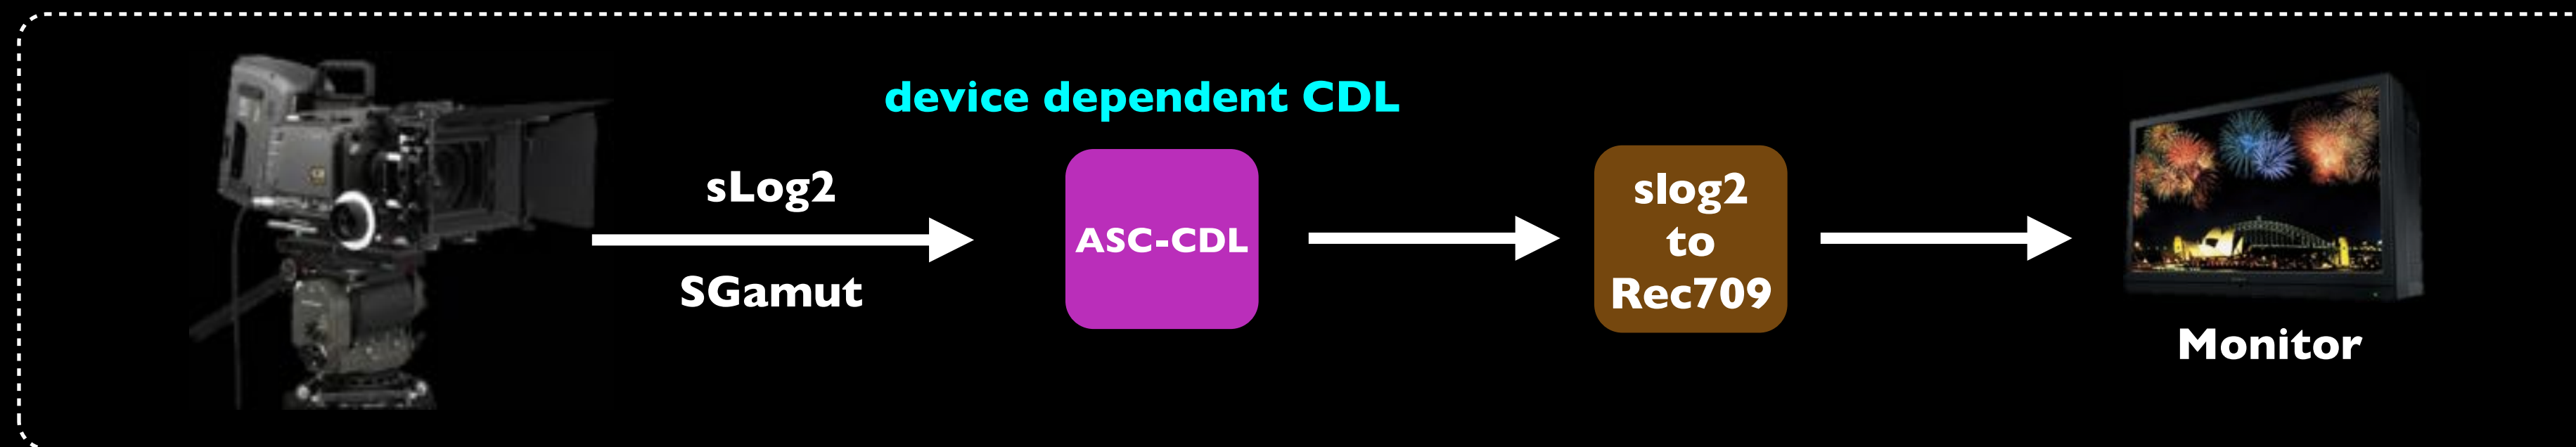 device dependent CDL
sLog2
SGamut
ASC-CDL
slog2
to
Rec709
Monitor